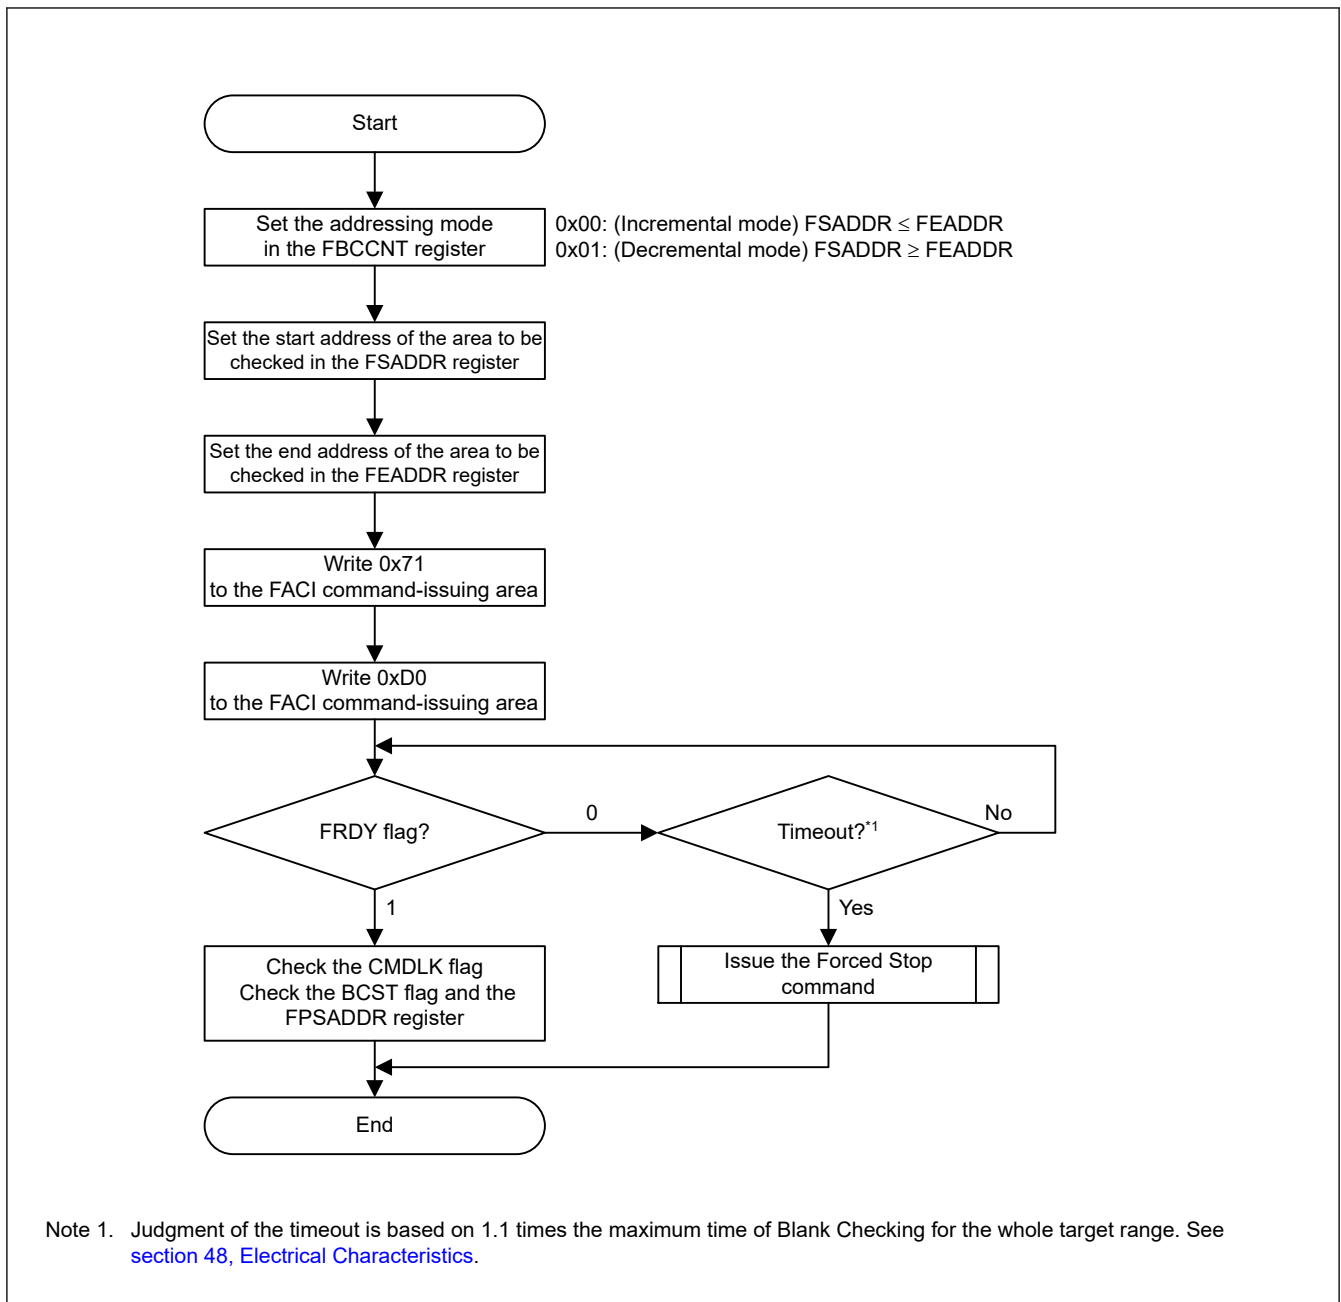 Start
Set the addressing mode
in the FBCCNT register
0x00: (Incremental mode) FSADDR ≤ FEADDR
0x01: (Decremental mode) FSADDR ≥ FEADDR
Set the start address of the area to be
checked in the FSADDR register
Set the end address of the area to be
checked in the FEADDR register
Write 0x71
to the FACI command-issuing area
Write 0xD0
to the FACI command-issuing area
FRDY flag?
0
Timeout?*1
No
1
Yes
Check the CMDLK flag
Check the BCST flag and the
FPSADDR register
Issue the Forced Stop
command
End
Note 1. Judgment of the timeout is based on 1.1 times the maximum time of Blank Checking for the whole target range. See
section 48, Electrical Characteristics.